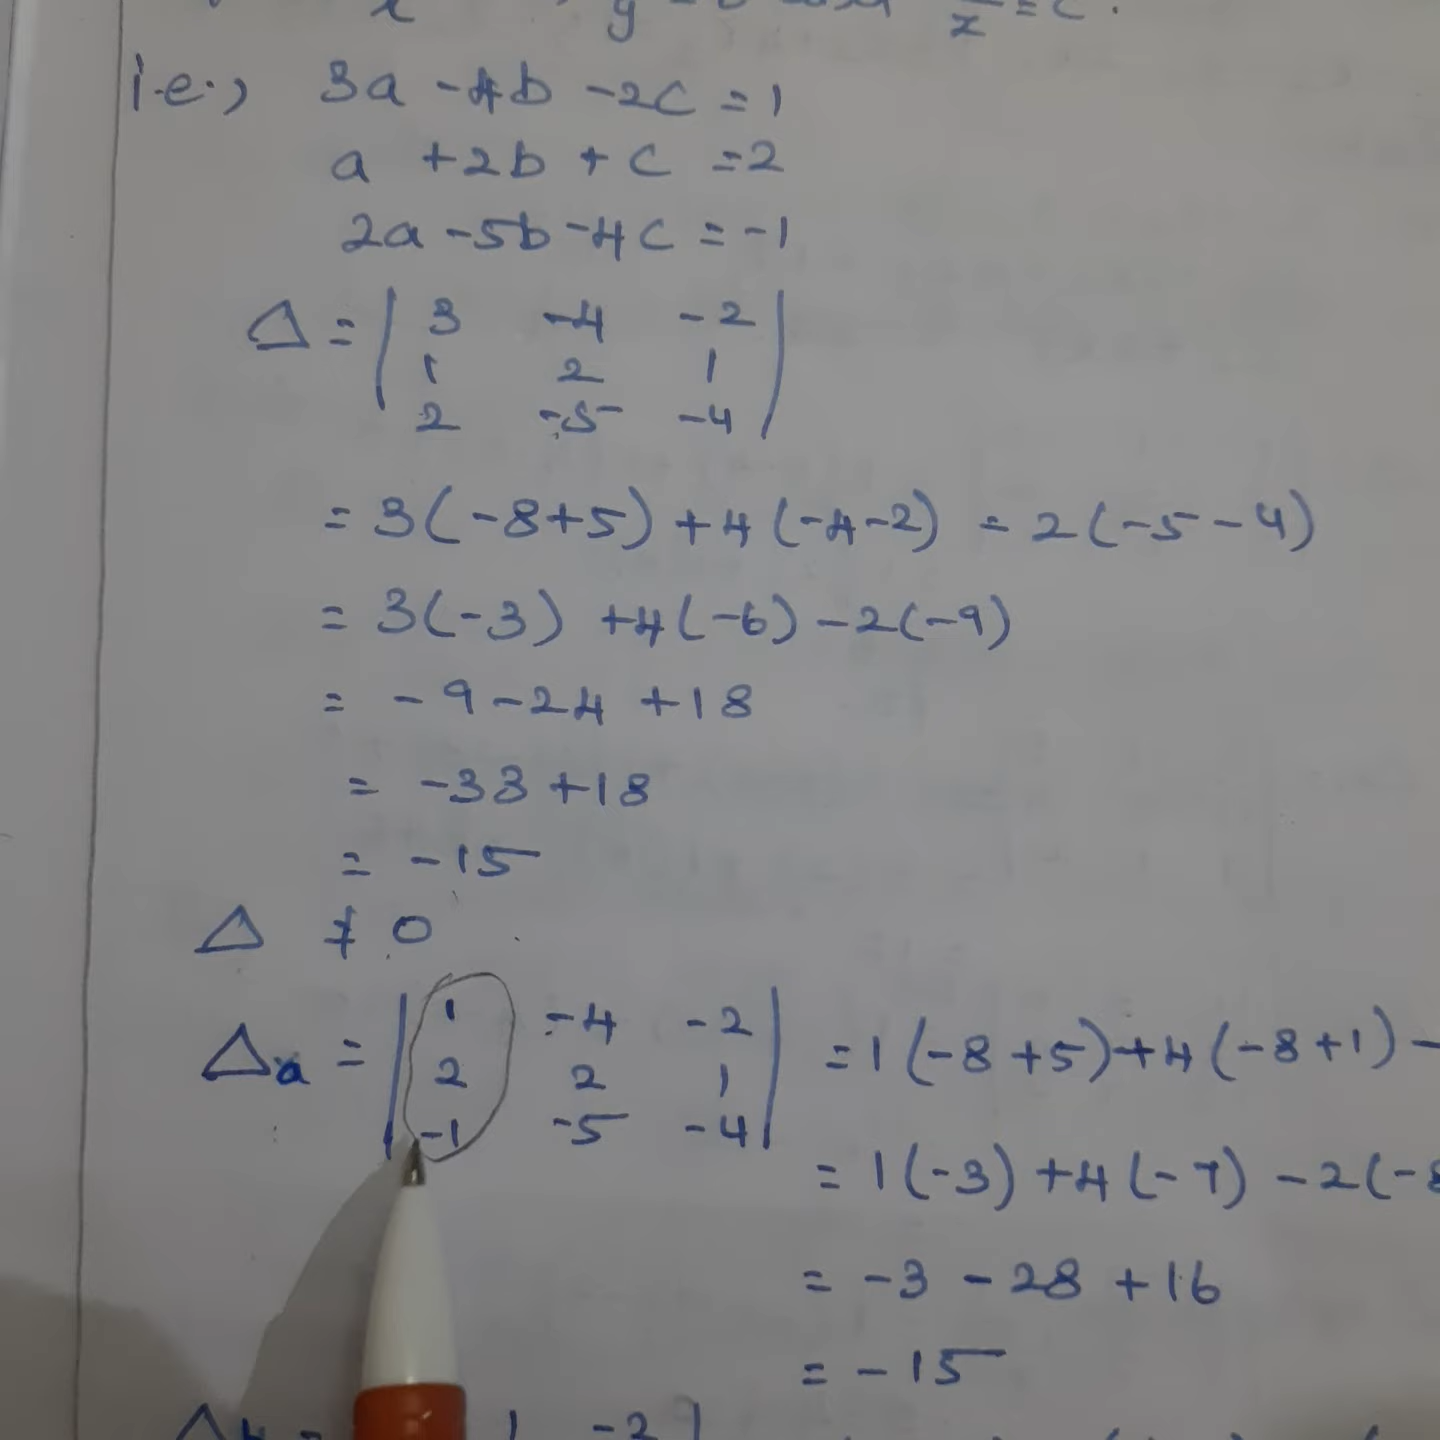 i.e., 3a -4b -2c = 1
a +2b + c = 2
2a -5b -4c = -1
Δ = | 3 -4 -2 |
1 2 1
2 -5 -4
= 3(-8+5) +4(-4-2) = 2(-5-4)
= 3(-3) +4(-6) -2(-9)
= -9 -24 +18
= -33 +18
= -15
Δ ≠ 0
Δa = | 1 -4 -2 | = 1(-8+5)+4(-8+1) -
2 2 1
-1 -5 -4
= 1(-3) +4(-7) -2(-8
= -3 -28 +16
= -15